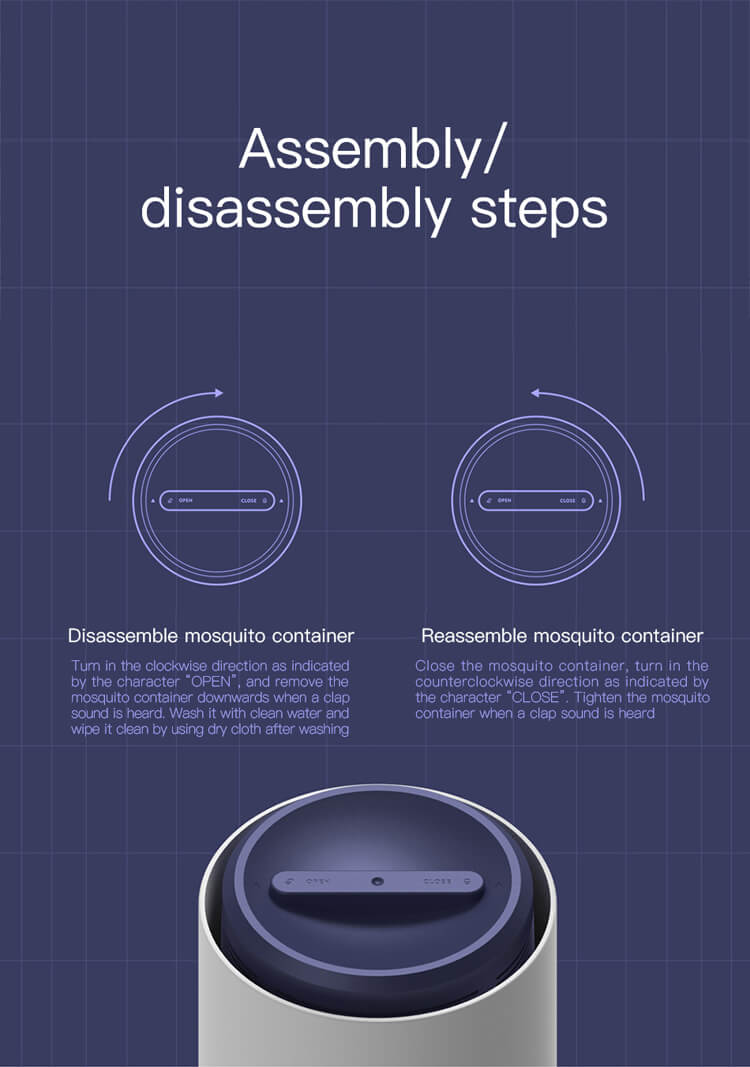 Assembly/
disassembly steps
OPEN CLOSE
OPEN CLOSE
Disassemble mosquito container
Turn in the clockwise direction as indicated
by the character “OPEN”, and remove the
mosquito container downwards when a clap
sound is heard. Wash it with clean water and
wipe it clean by using dry cloth after washing
Reassemble mosquito container
Close the mosquito container, turn in the
counterclockwise direction as indicated by
the character “CLOSE”. Tighten the mosquito
container when a clap sound is heard
OPEN CLOSE